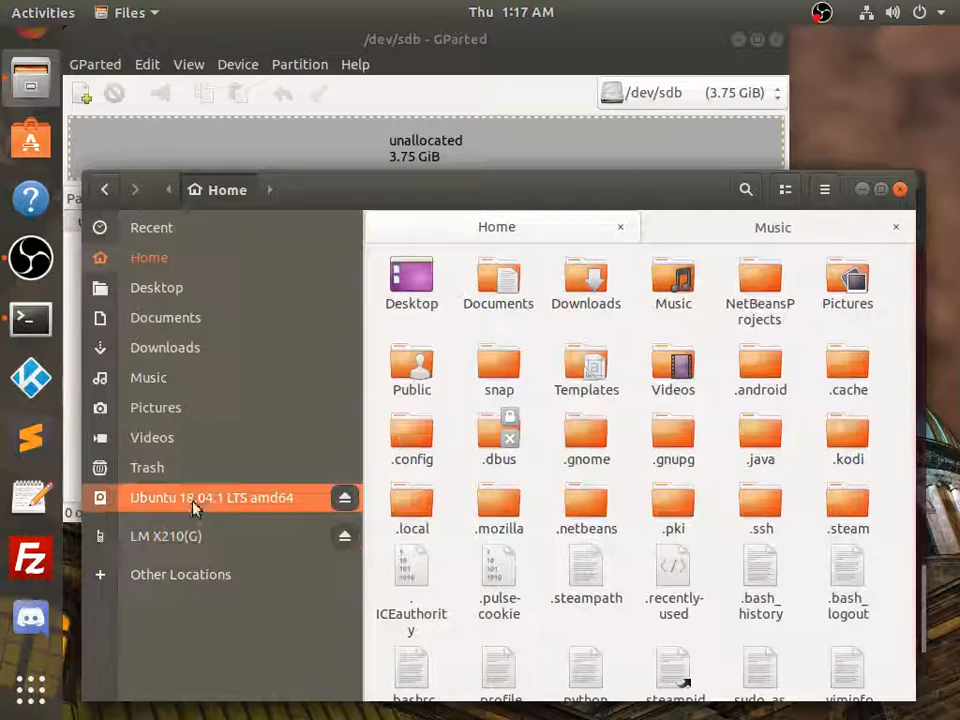 Activities
Files
Thu 1:17 AM
/dev/sdb - GParted
GParted Edit View Device Partition Help
/dev/sdb (3.75 GiB)
unallocated
3.75 GiB
Home
Recent
Home
Desktop
Documents
Downloads
Music
Pictures
Videos
Trash
Ubuntu 18.04.1 LTS amd64
LM X210(G)
Other Locations
Home
Music
Desktop
Documents
Downloads
Music
NetBeansP
rojects
Pictures
Public
snap
Templates
Videos
.android
.cache
.config
.dbus
.gnome
.gnupg
.java
.kodi
.local
.mozilla
.netbeans
.pki
.ssh
.steam
.
ICEauthorit
y
.pulse-
cookie
.steampath
.recently-
used
.bash_
history
.bash_
logout